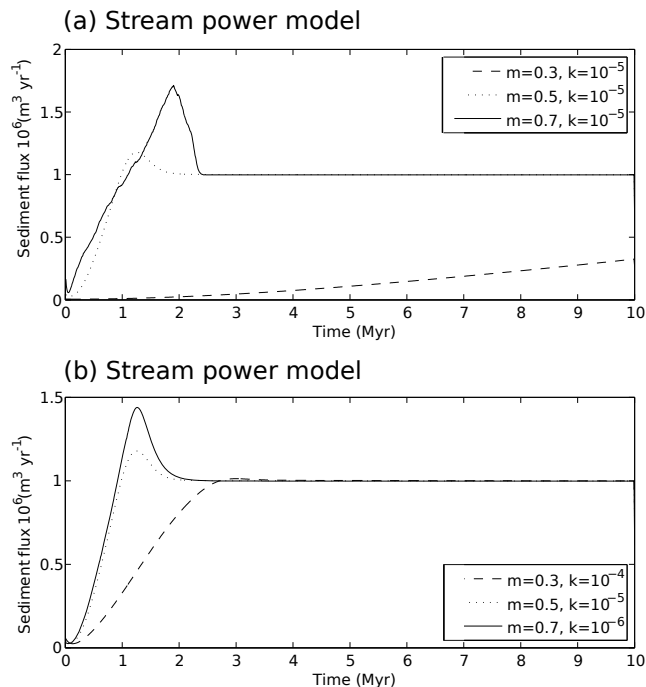 (a) Stream power model
Sediment flux 10⁶(m³ yr⁻¹)
2
1.5
1
0.5
0
m=0.3, k=10⁻⁵
m=0.5, k=10⁻⁵
m=0.7, k=10⁻⁵
0 1 2 3 4 5 6 7 8 9 10
Time (Myr)
(b) Stream power model
Sediment flux 10⁶(m³ yr⁻¹)
1.5
1
0.5
0
m=0.3, k=10⁻⁴
m=0.5, k=10⁻⁵
m=0.7, k=10⁻⁶
0 1 2 3 4 5 6 7 8 9 10
Time (Myr)